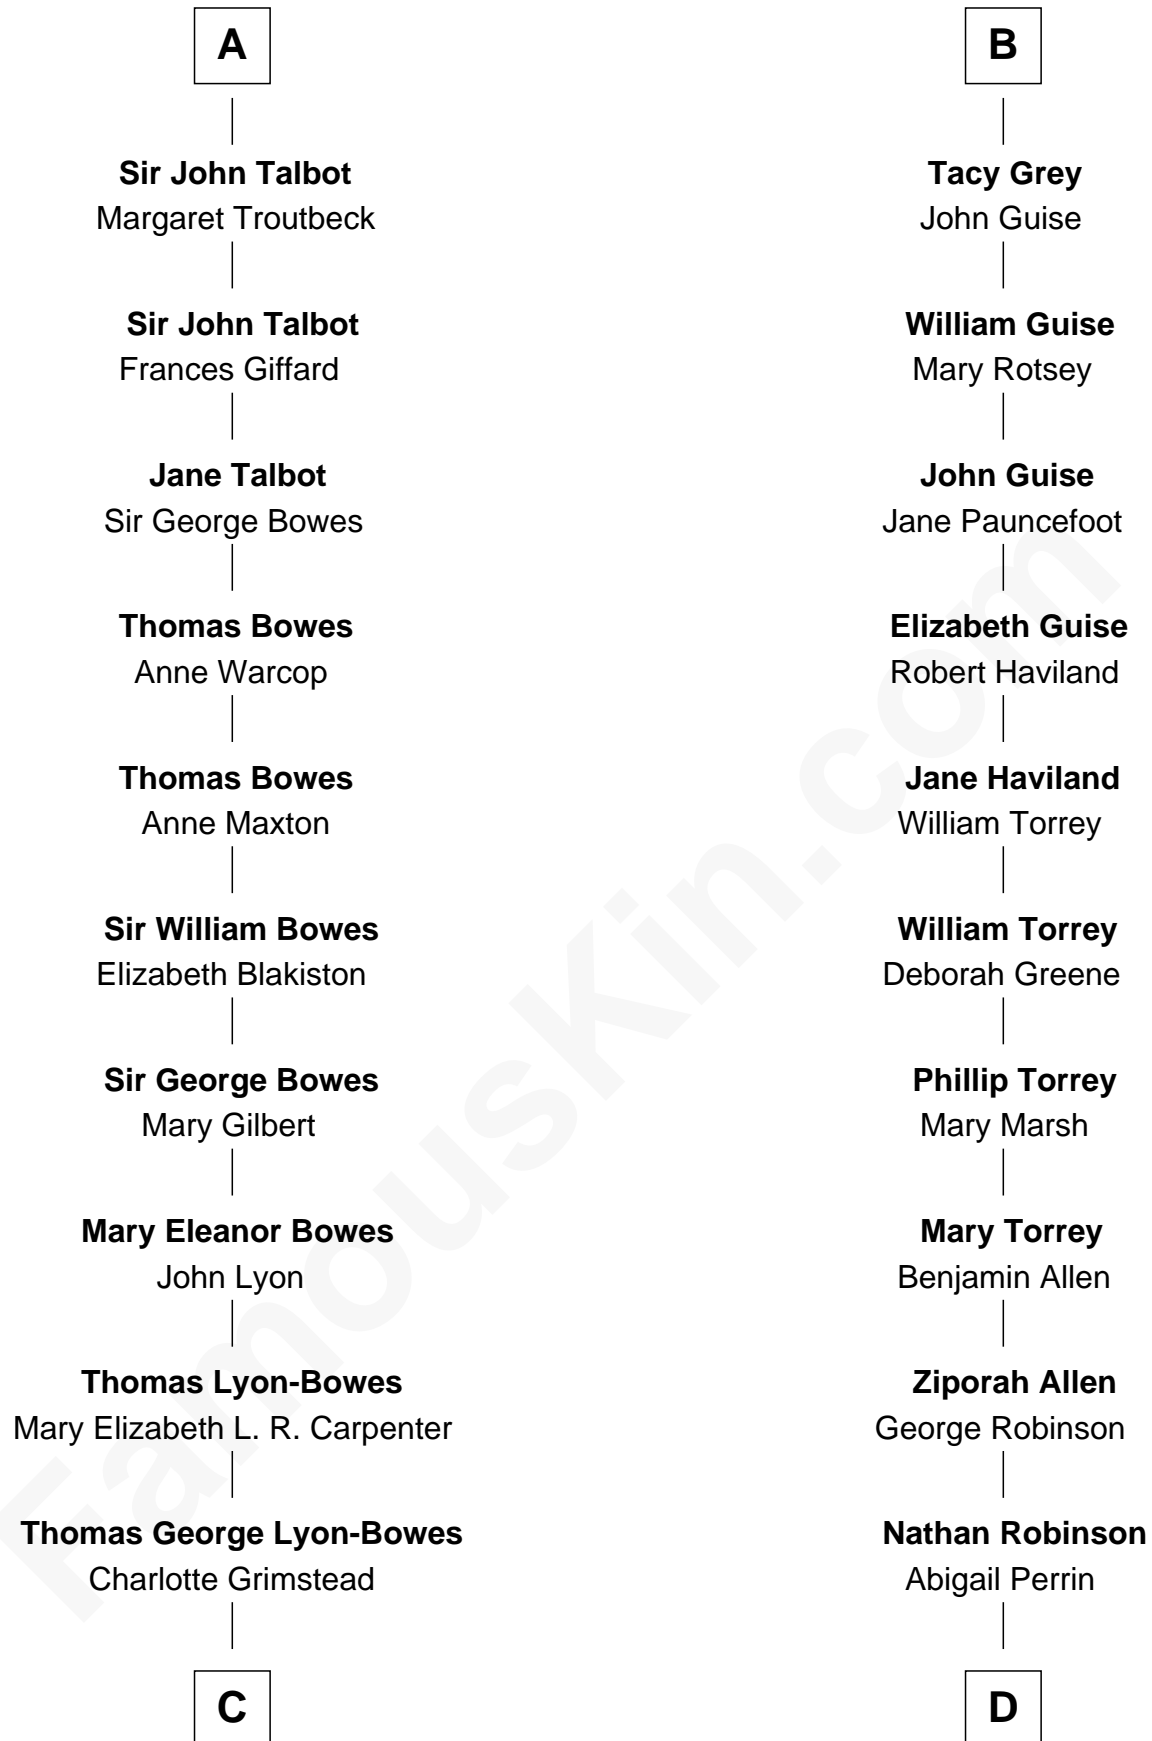 A
Sir John Talbot
Margaret Troutbeck
Sir John Talbot
Frances Giffard
Jane Talbot
Sir George Bowes
Thomas Bowes
Anne Warcop
Thomas Bowes
Anne Maxton
Sir William Bowes
Elizabeth Blakiston
Sir George Bowes
Mary Gilbert
Mary Eleanor Bowes
John Lyon
Thomas Lyon-Bowes
Mary Elizabeth L. R. Carpenter
Thomas George Lyon-Bowes
Charlotte Grimstead
C
B
Tacy Grey
John Guise
William Guise
Mary Rotsey
John Guise
Jane Pauncefoot
Elizabeth Guise
Robert Haviland
Jane Haviland
William Torrey
William Torrey
Deborah Greene
Phillip Torrey
Mary Marsh
Mary Torrey
Benjamin Allen
Ziporah Allen
George Robinson
Nathan Robinson
Abigail Perrin
D
FamousKin.com